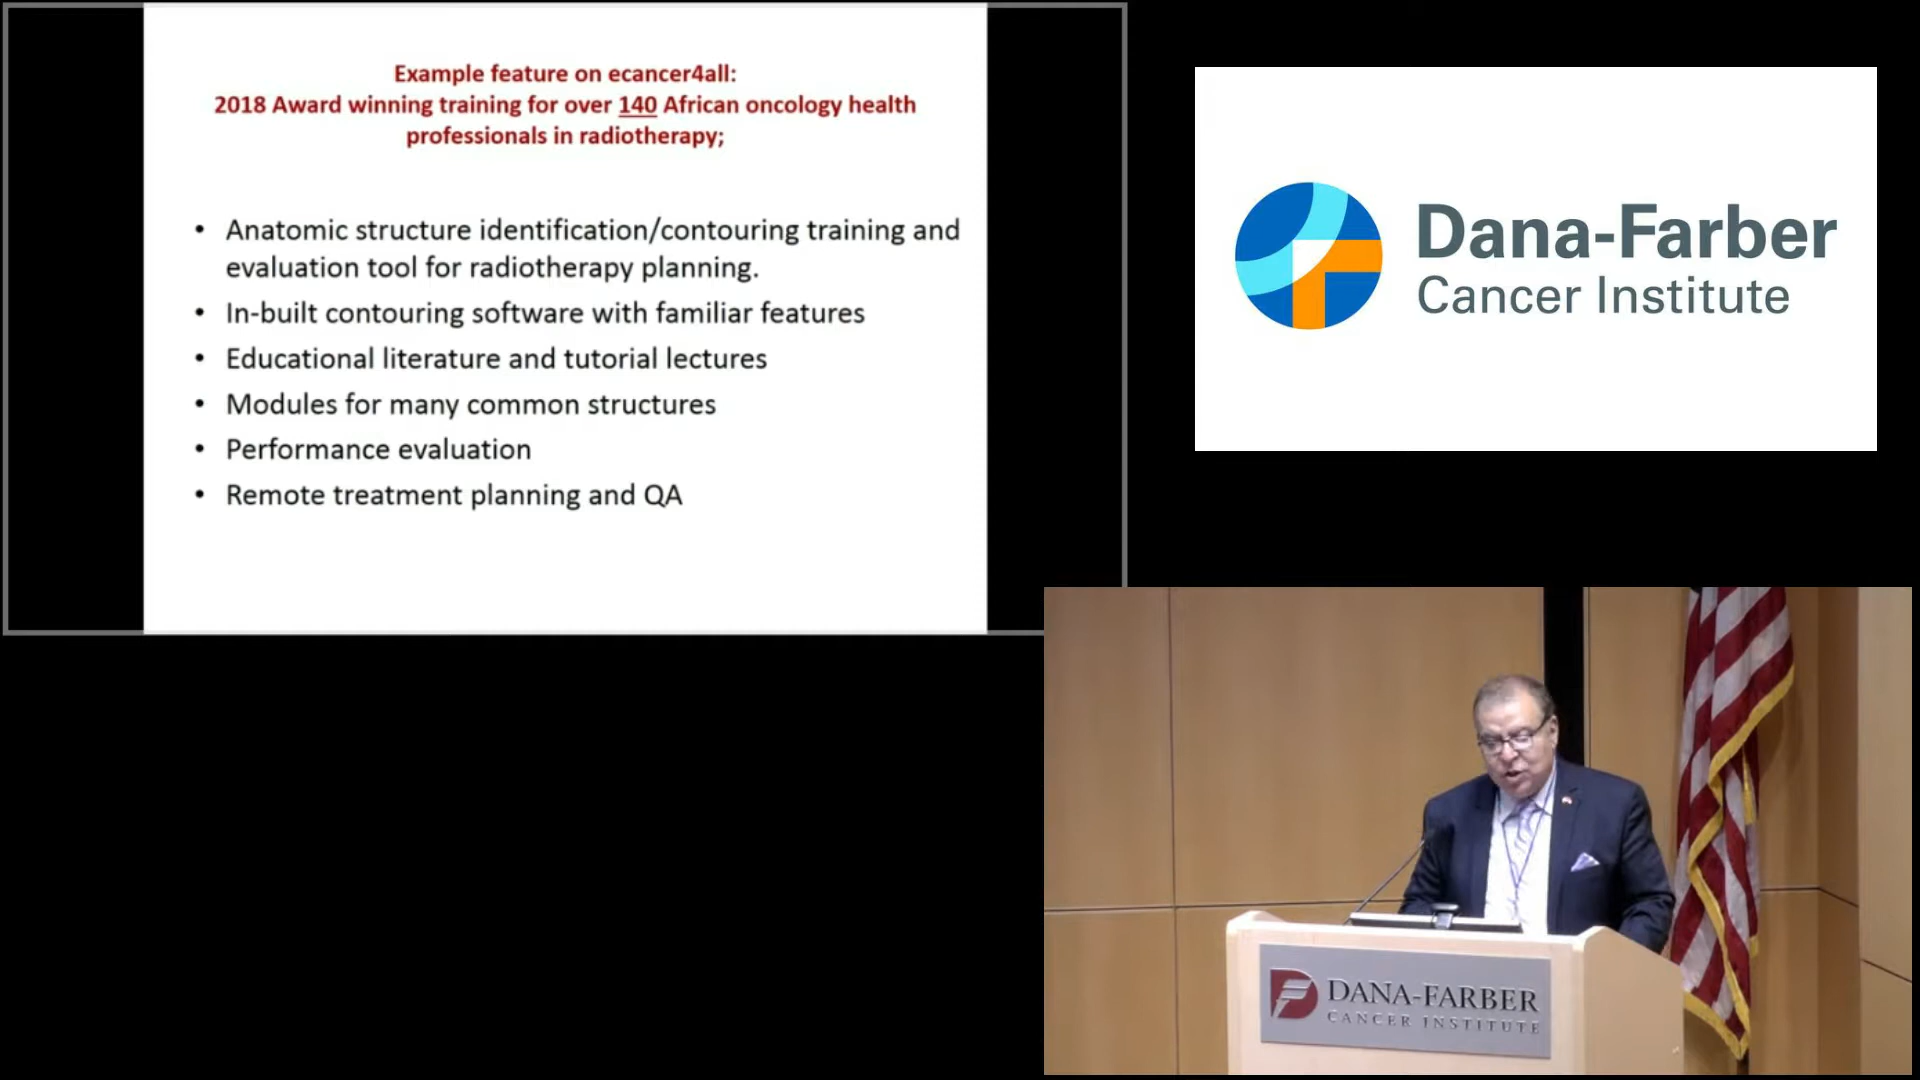 Example feature on ecancer4all:
2018 Award winning training for over 140 African oncology health
professionals in radiotherapy;
• Anatomic structure identification/contouring training and
evaluation tool for radiotherapy planning.
• In-built contouring software with familiar features
• Educational literature and tutorial lectures
• Modules for many common structures
• Performance evaluation
• Remote treatment planning and QA
Dana-Farber
Cancer Institute
DANA-FARBER
CANCER INSTITUTE